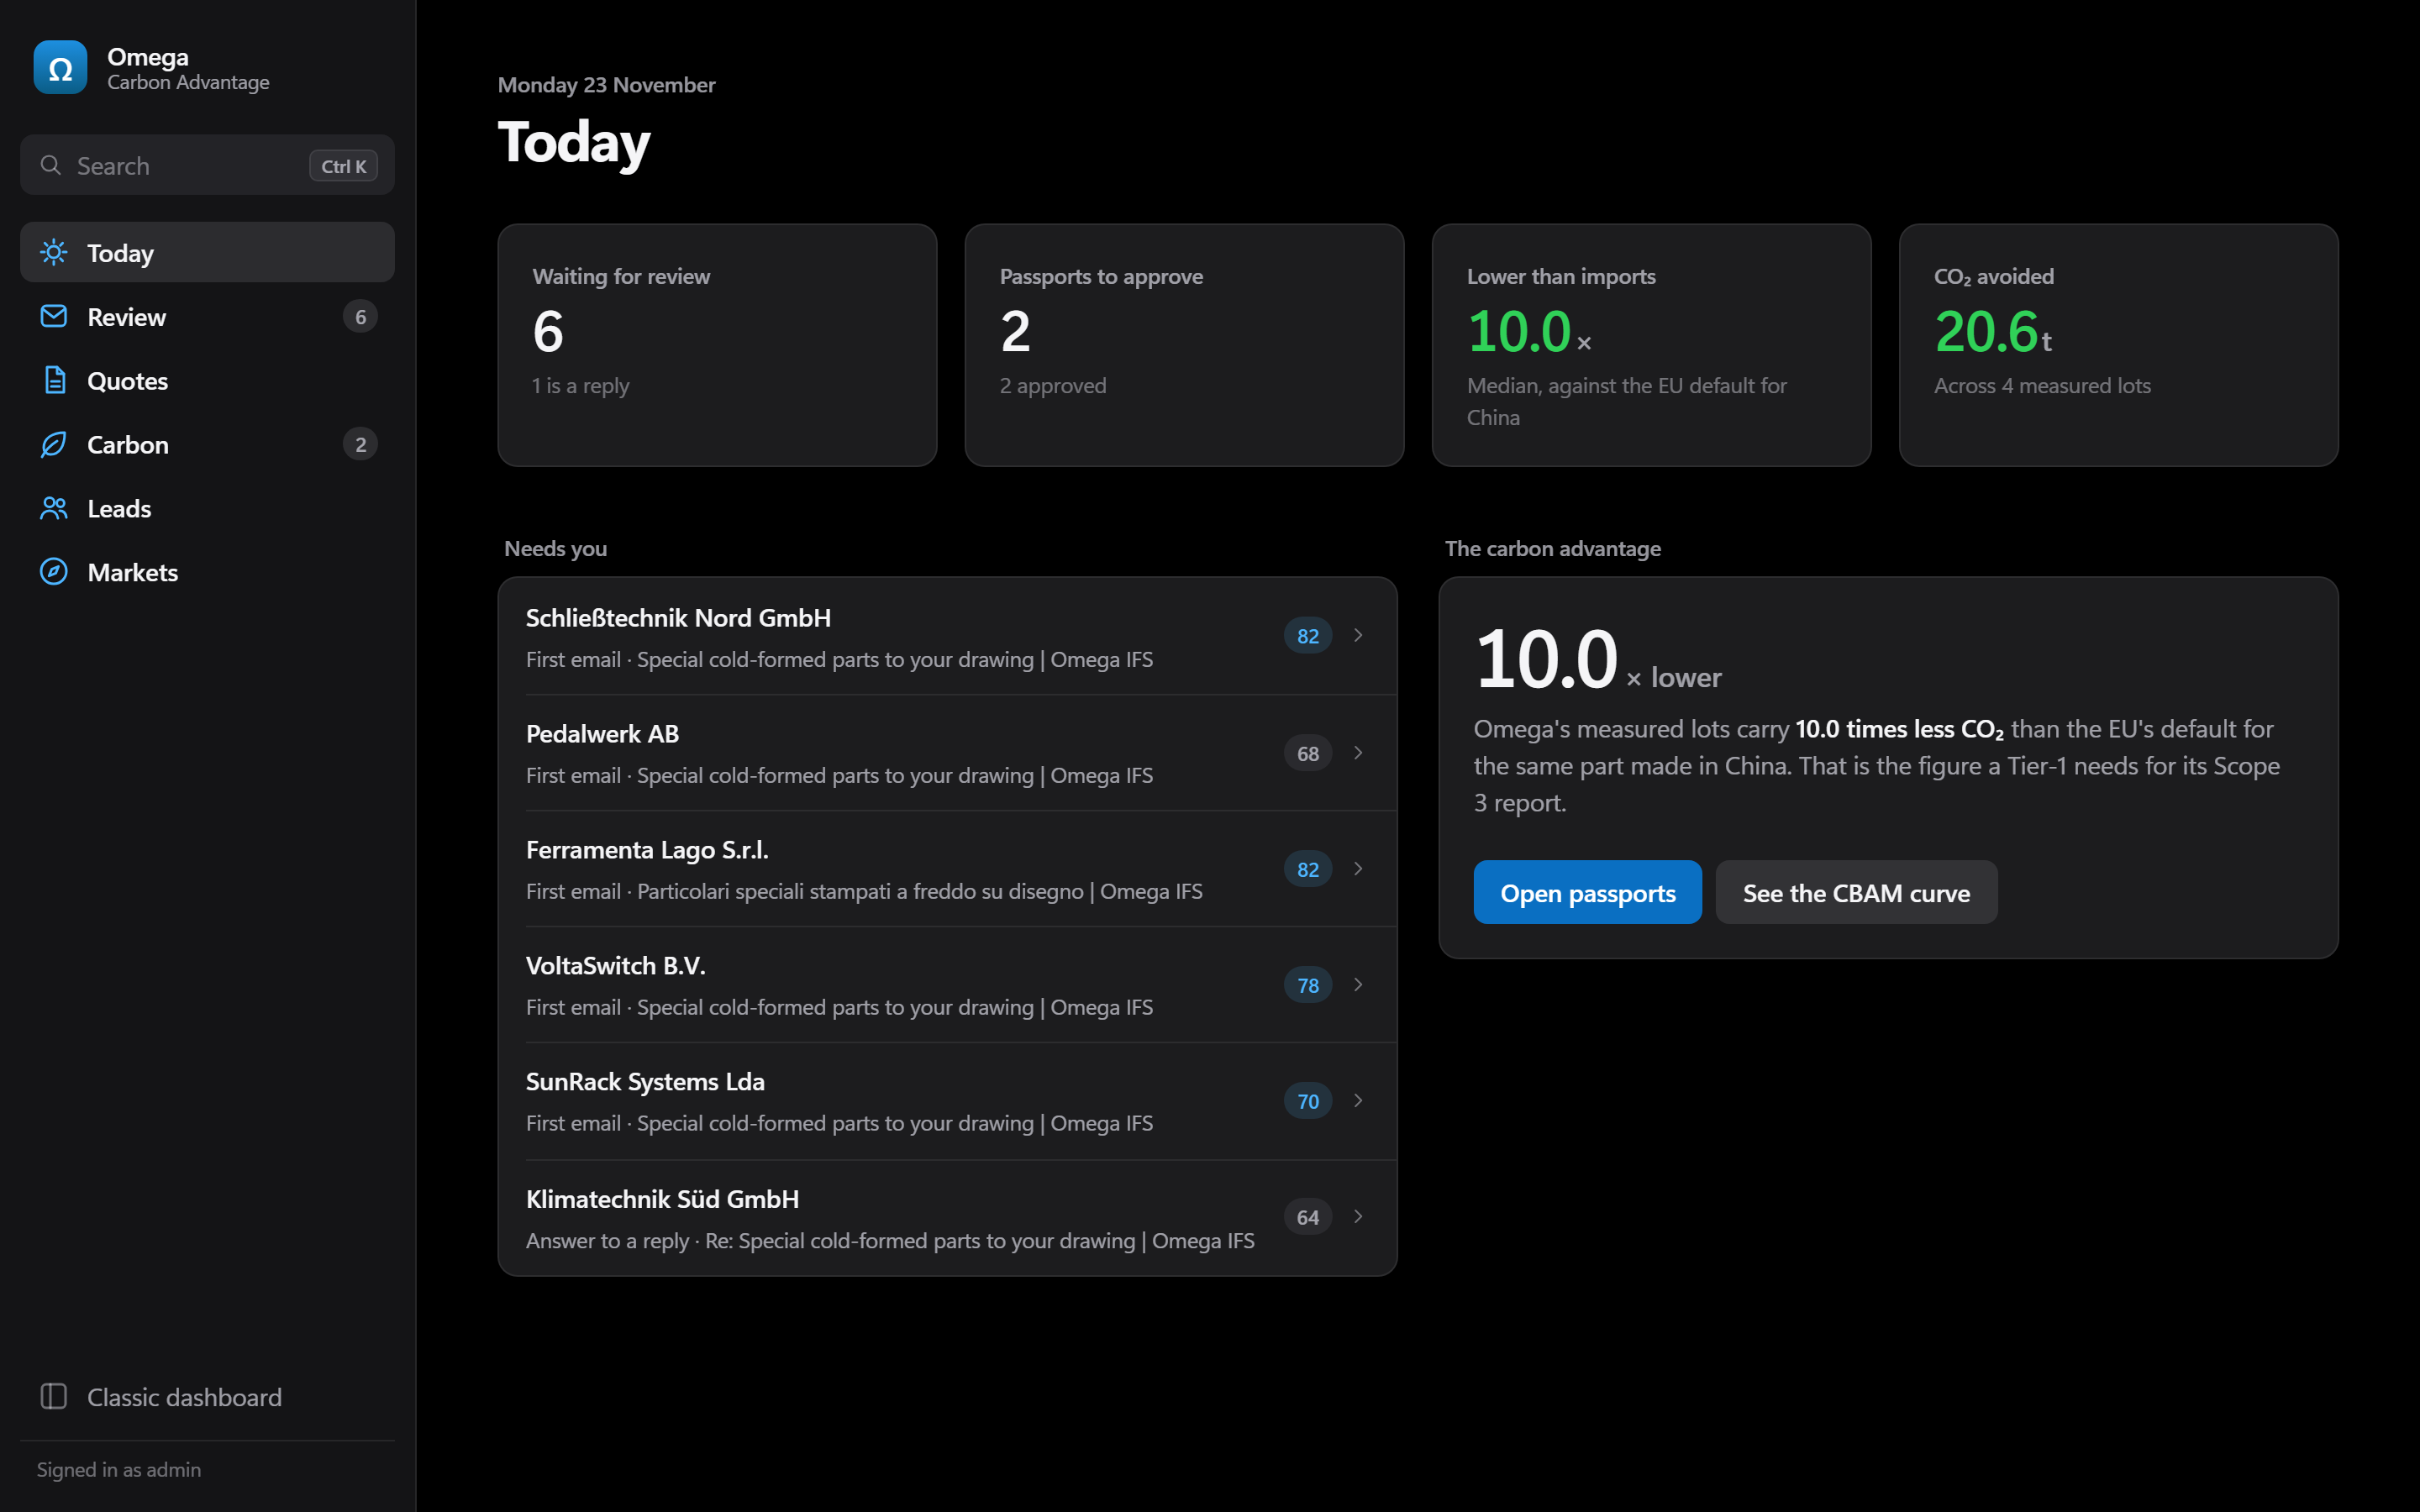 Ω
Omega
Carbon Advantage
Search
Ctrl K
Today
Review
6
Quotes
Carbon
2
Leads
Markets
Classic dashboard
Signed in as admin
Monday 23 November
Today
Waiting for review
6
1 is a reply
Passports to approve
2
2 approved
Lower than imports
10.0 ×
Median, against the EU default for
China
CO₂ avoided
20.6 t
Across 4 measured lots
Needs you
Schließtechnik Nord GmbH
First email · Special cold-formed parts to your drawing | Omega IFS
82
Pedalwerk AB
First email · Special cold-formed parts to your drawing | Omega IFS
68
Ferramenta Lago S.r.l.
First email · Particolari speciali stampati a freddo su disegno | Omega IFS
82
VoltaSwitch B.V.
First email · Special cold-formed parts to your drawing | Omega IFS
78
SunRack Systems Lda
First email · Special cold-formed parts to your drawing | Omega IFS
70
Klimatechnik Süd GmbH
Answer to a reply · Re: Special cold-formed parts to your drawing | Omega IFS
64
The carbon advantage
10.0 × lower
Omega's measured lots carry 10.0 times less CO₂ than the EU's default for
the same part made in China. That is the figure a Tier-1 needs for its Scope
3 report.
Open passports
See the CBAM curve